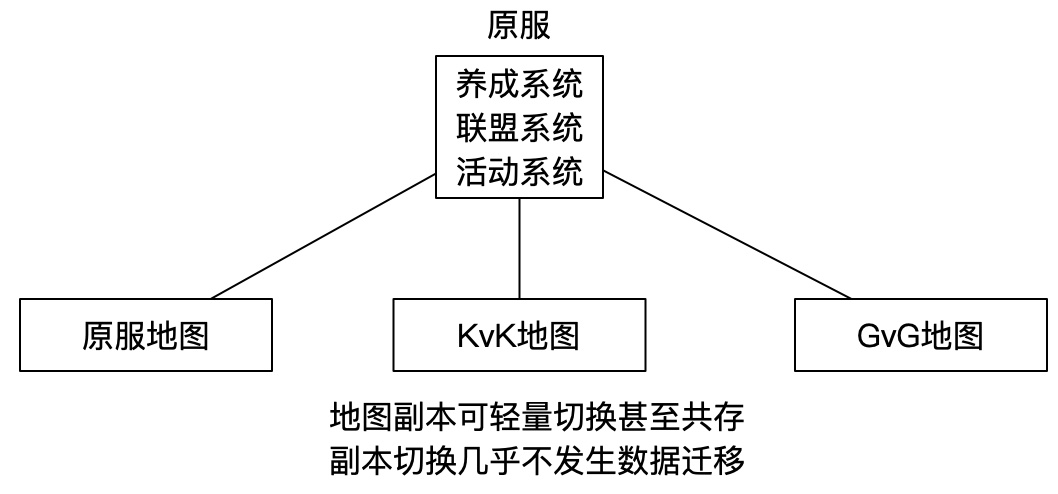 原服
养成系统
联盟系统
活动系统
原服地图
KvK地图
GvG地图
地图副本可轻量切换甚至共存
副本切换几乎不发生数据迁移